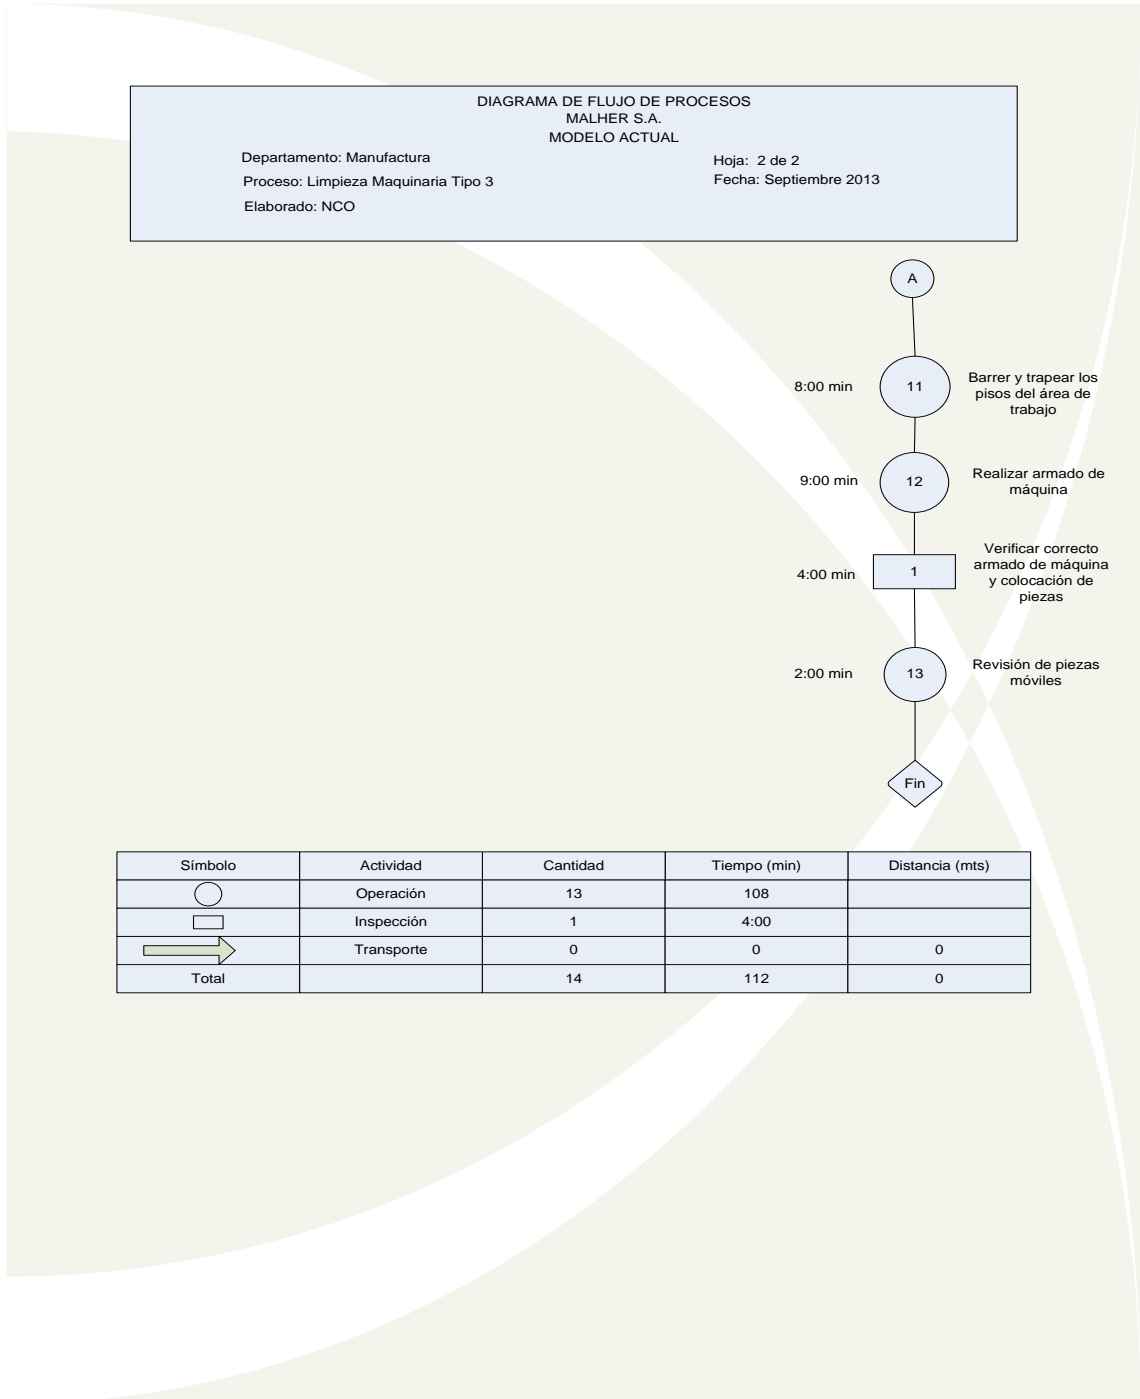 DIAGRAMA DE FLUJO DE PROCESOS
MALHER S.A.
MODELO ACTUAL
Departamento: Manufactura
Hoja: 2 de 2
Proceso: Limpieza Maquinaria Tipo 3
Fecha: Septiembre 2013
Elaborado: NCO
A
8:00 min
11
Barrer y trapear los
pisos del área de
trabajo
9:00 min
12
Realizar armado de
máquina
4:00 min
1
Verificar correcto
armado de máquina
y colocación de
piezas
2:00 min
13
Revisión de piezas
móviles
Fin
Símbolo Actividad Cantidad Tiempo (min) Distancia (mts)
Operación 13 108
Inspección 1 4:00
Transporte 0 0 0
Total 14 112 0